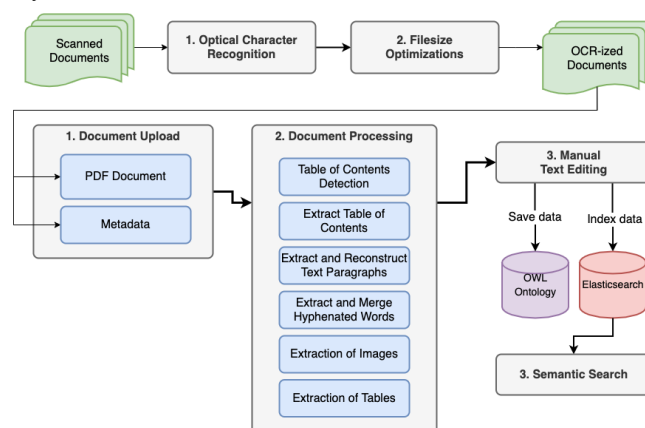 Scanned
Documents
1. Optical Character
Recognition
2. Filesize
Optimizations
OCR-ized
Documents
1. Document Upload
PDF Document
Metadata
2. Document Processing
Table of Contents
Detection
Extract Table of
Contents
Extract and Reconstruct
Text Paragraphs
Extract and Merge
Hyphenated Words
Extraction of Images
Extraction of Tables
3. Manual
Text Editing
Save data
Index data
OWL
Ontology
Elasticsearch
3. Semantic Search